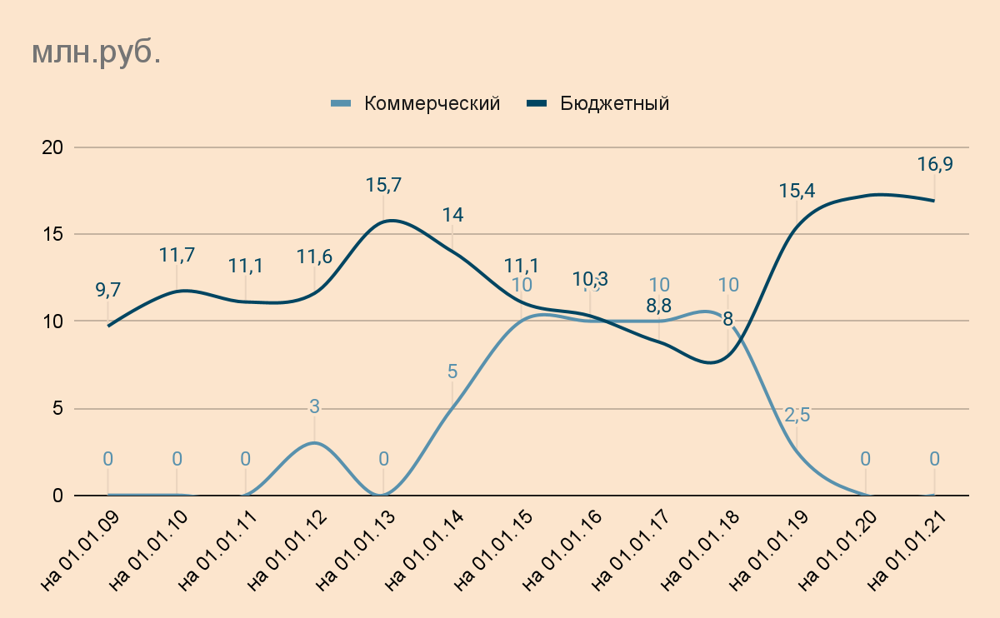 млн.руб.
Коммерческий Бюджетный
20
16,9
15,7
15,4
14
15
11,7
11,6
11,1
11,1
10,3
9,7
10
10
10
8,8
10
8
5
3
5
2,5
0
0
0
0
0
0
0
на 01.01.09
на 01.01.10
на 01.01.11
на 01.01.12
на 01.01.13
на 01.01.14
на 01.01.15
на 01.01.16
на 01.01.17
на 01.01.18
на 01.01.19
на 01.01.20
на 01.01.21